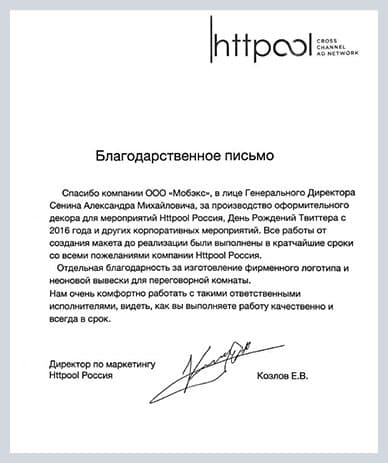 httpool
CROSS
CHANNEL
AD NETWORK
Благодарственное письмо
Спасибо компании ООО «Мобэкс», в лице Генерального Директора
Сенина Александра Михайловича, за производство оформительного
декора для мероприятий Httpool Россия, День Рождений Твиттера с
2016 года и других корпоративных мероприятий. Все работы от
создания макета до реализации были выполнены в кратчайшие сроки
со всеми пожеланиями компании Httpool Россия.
Отдельная благодарность за изготовление фирменного логотипа и
неоновой вывески для переговорной комнаты.
Нам очень комфортно работать с такими ответственными
исполнителями, видеть, как вы выполняете работу качественно и
всегда в срок.
Директор по маркетингу
Httpool Россия
Козлов Е.В.